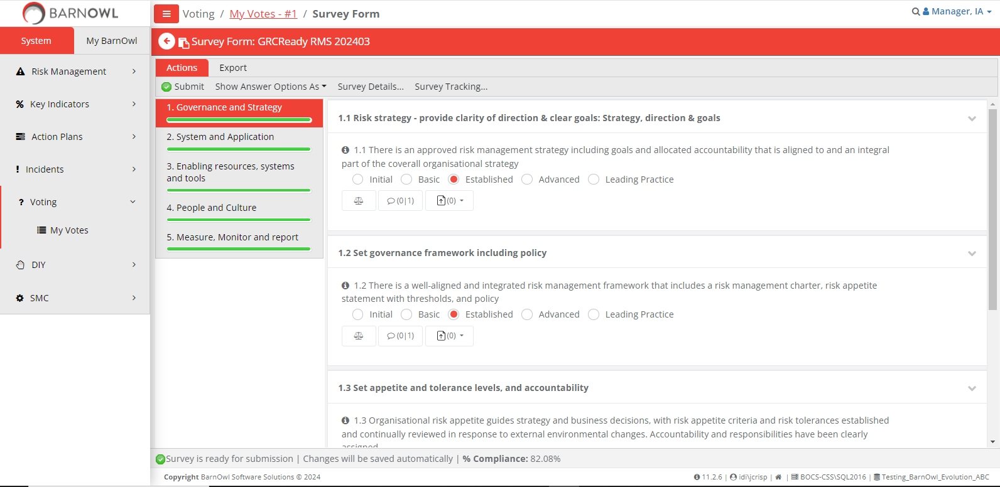 BARNOWL
Voting / My Votes - #1 / Survey Form
Manager, IA
System
My BarnOwl
Survey Form: GRCReady RMS 202403
Risk Management
Key Indicators
Action Plans
Incidents
Voting
My Votes
DIY
SMC
Actions
Export
Submit
Show Answer Options As
Survey Details...
Survey Tracking...
1. Governance and Strategy
2. System and Application
3. Enabling resources, systems
and tools
4. People and Culture
5. Measure, Monitor and report
1.1 Risk strategy - provide clarity of direction & clear goals: Strategy, direction & goals
1.1 There is an approved risk management strategy including goals and allocated accountability that is aligned to and an integral
part of the coverall organisational strategy
Initial Basic Established Advanced Leading Practice
(0|1) (0)
1.2 Set governance framework including policy
1.2 There is a well-aligned and integrated risk management framework that includes a risk management charter, risk appetite
statement with thresholds, and policy
Initial Basic Established Advanced Leading Practice
(0|1) (0)
1.3 Set appetite and tolerance levels, and accountability
1.3 Organisational risk appetite guides strategy and business decisions, with risk appetite criteria and risk tolerances established
and continually reviewed in response to external environmental changes. Accountability and responsibilities have been clearly
assigned
Survey is ready for submission | Changes will be saved automatically | % Compliance: 82.08%
Copyright BarnOwl Software Solutions © 2024
11.2.6 | idi\jcrisp | | BOCS-CSS\SQL2016 | Testing_BarnOwl_Evolution_ABC